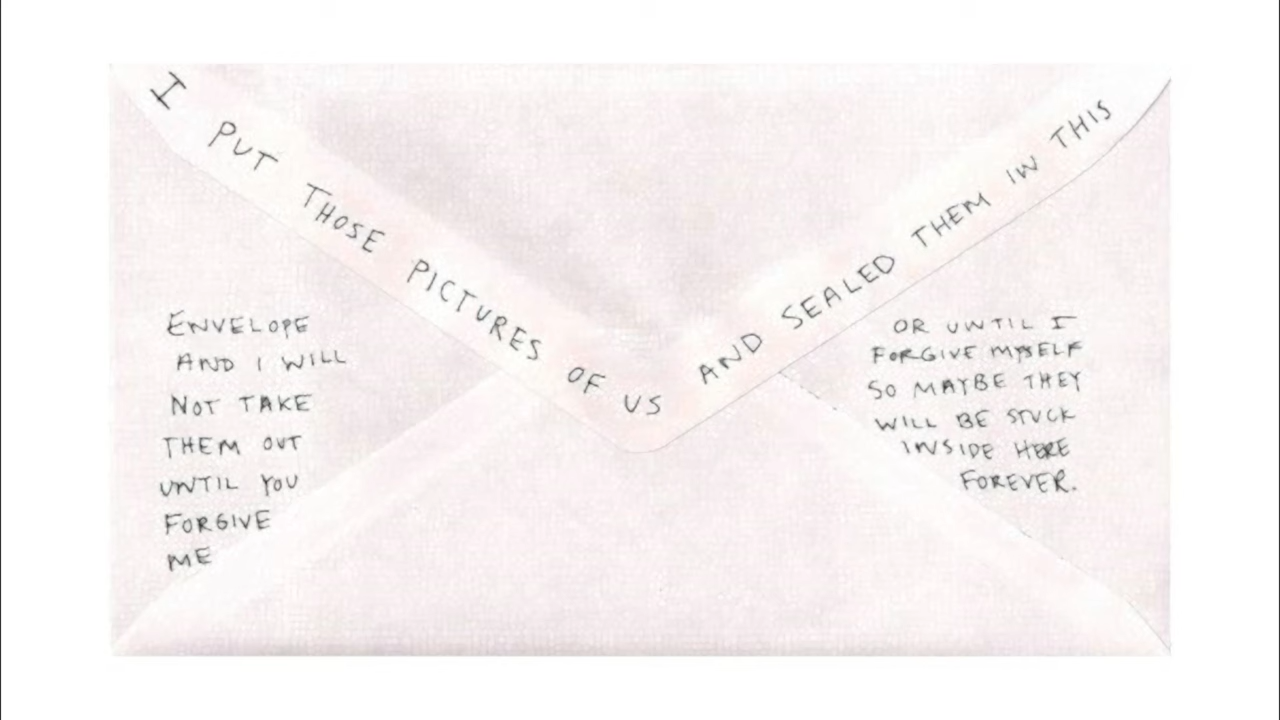 I PUT THOSE PICTURES OF US
AND SEALED THEM IN THIS
ENVELOPE
AND I WILL
NOT TAKE
THEM OUT
UNTIL YOU
FORGIVE
ME
OR UNTIL I
FORGIVE MYSELF
SO MAYBE THEY
WILL BE STUCK
INSIDE HERE
FOREVER.